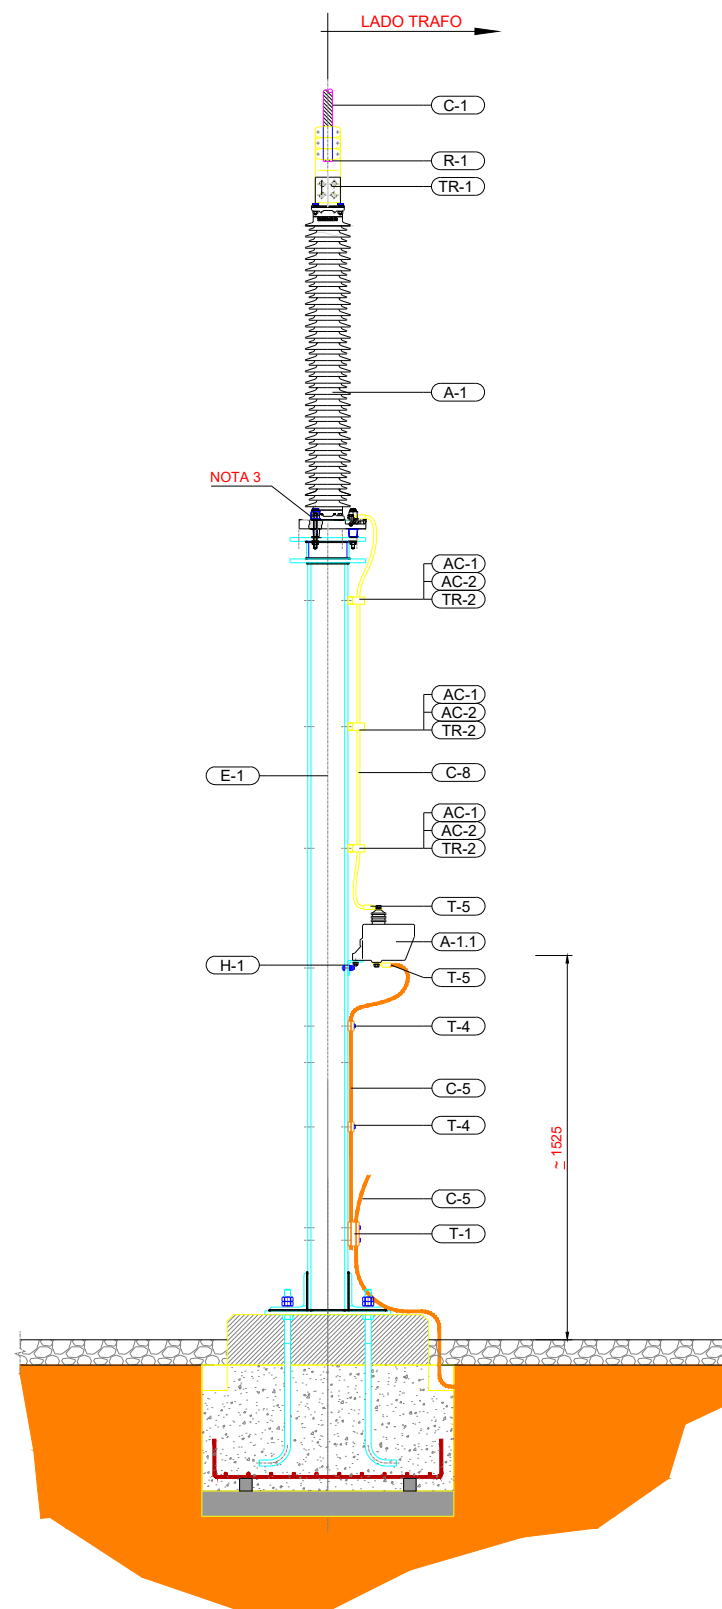 LADO TRAFO
C-1
R-1
TR-1
A-1
NOTA 3
AC-1
AC-2
TR-2
AC-1
AC-2
TR-2
E-1
C-8
AC-1
AC-2
TR-2
T-5
A-1.1
H-1
T-5
T-4
C-5
T-4
≃ 1525
C-5
T-1